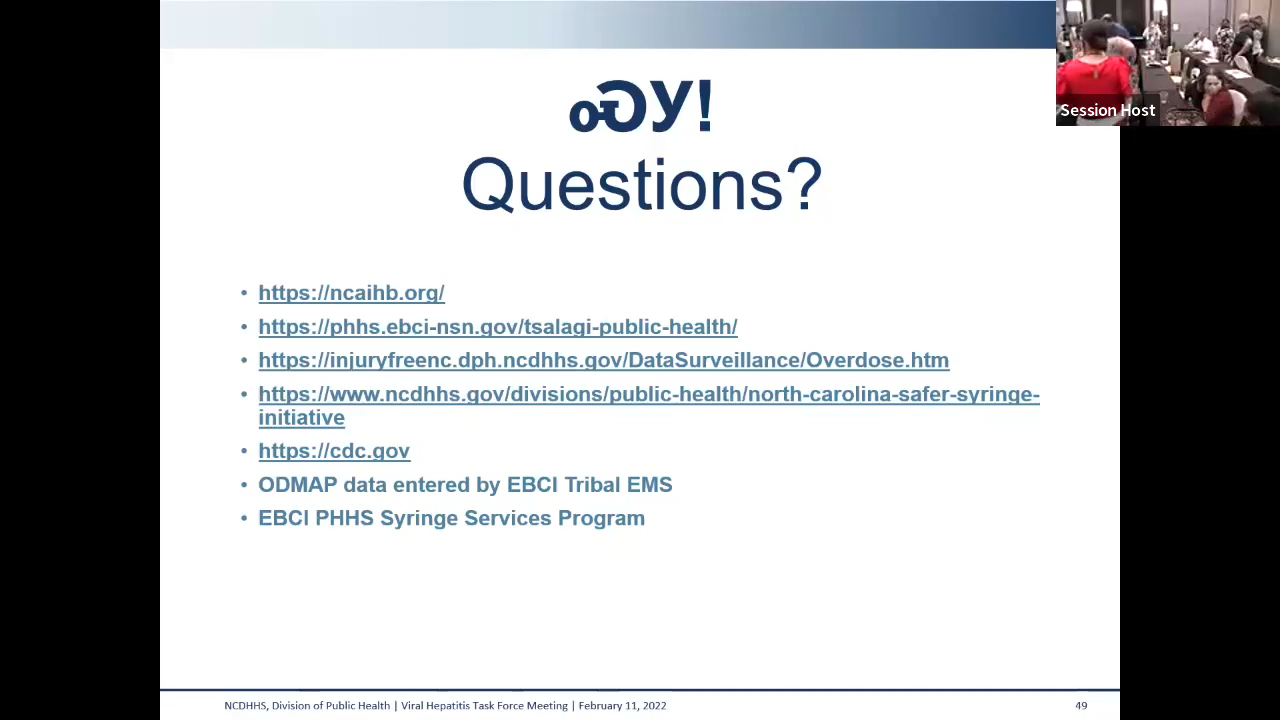 ᏍᎩ!
Questions?
• https://ncaihb.org/
• https://phhs.ebci-nsn.gov/tsalagi-public-health/
• https://injuryfreenc.dph.ncdhhs.gov/DataSurveillance/Overdose.htm
• https://www.ncdhhs.gov/divisions/public-health/north-carolina-safer-syringe-
initiative
• https://cdc.gov
• ODMAP data entered by EBCI Tribal EMS
• EBCI PHHS Syringe Services Program
NCDHHS, Division of Public Health | Viral Hepatitis Task Force Meeting | February 11, 2022
49
Session Host